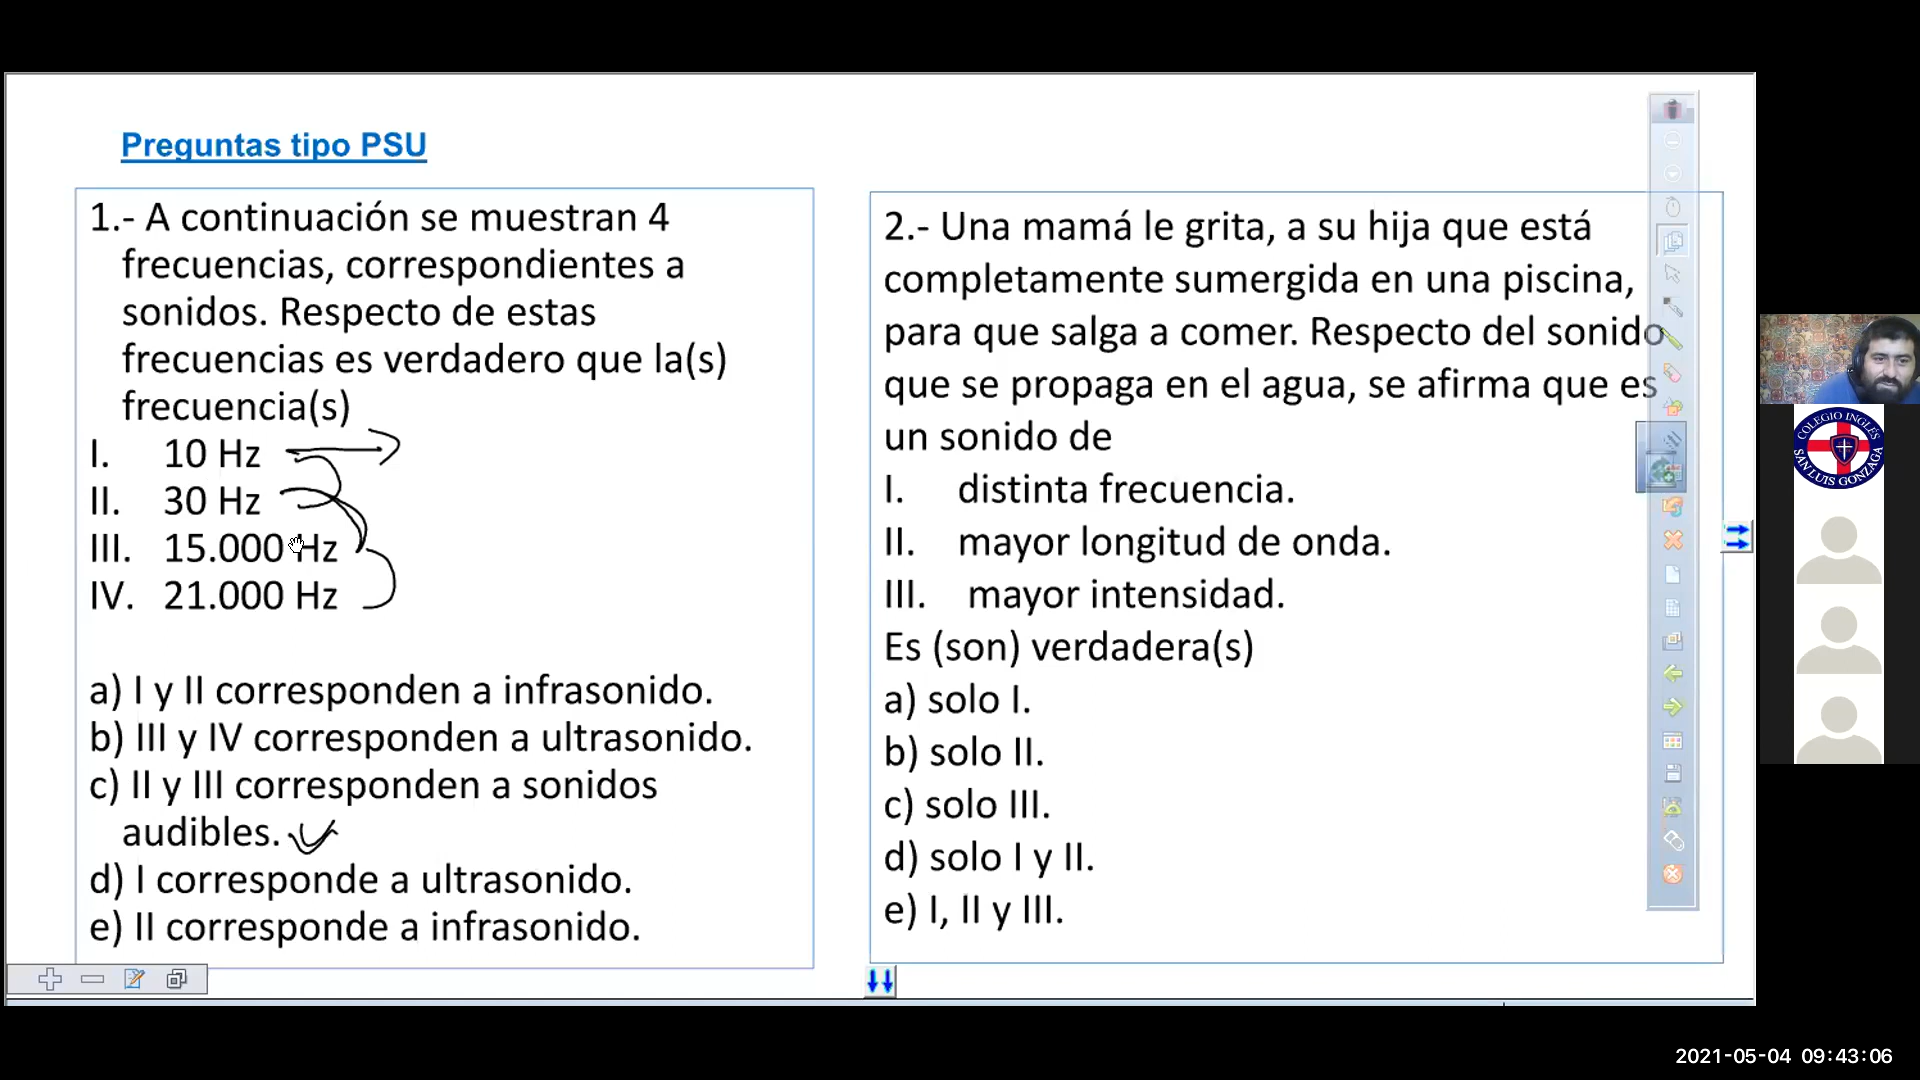 Preguntas tipo PSU
1.- A continuación se muestran 4
frecuencias, correspondientes a
sonidos. Respecto de estas
frecuencias es verdadero que la(s)
frecuencia(s)
I. 10 Hz
II. 30 Hz
III. 15.000 Hz
IV. 21.000 Hz
a) I y II corresponden a infrasonido.
b) III y IV corresponden a ultrasonido.
c) II y III corresponden a sonidos
audibles.
d) I corresponde a ultrasonido.
e) II corresponde a infrasonido.
2.- Una mamá le grita, a su hija que está
completamente sumergida en una piscina,
para que salga a comer. Respecto del sonido
que se propaga en el agua, se afirma que es
un sonido de
I. distinta frecuencia.
II. mayor longitud de onda.
III. mayor intensidad.
Es (son) verdadera(s)
a) solo I.
b) solo II.
c) solo III.
d) solo I y II.
e) I, II y III.
COLEGIO INGLÉS
SAN LUIS GONZAGA
2021-05-04 09:43:06